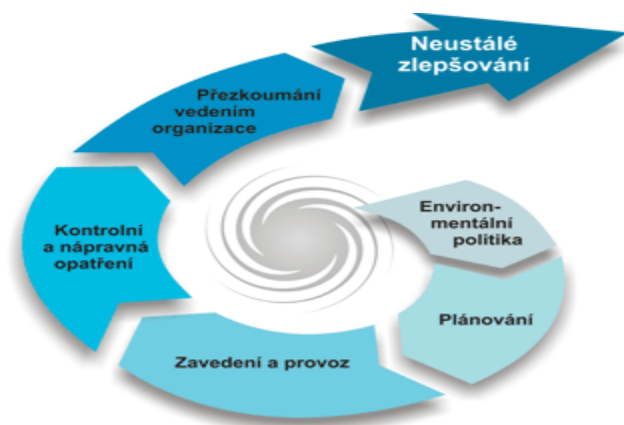 Neustálé
zlepšování
Přezkoumání
vedením
organizace
Kontrolní
a nápravná
opatření
Environ-
mentální
politika
Plánování
Zavedení a provoz